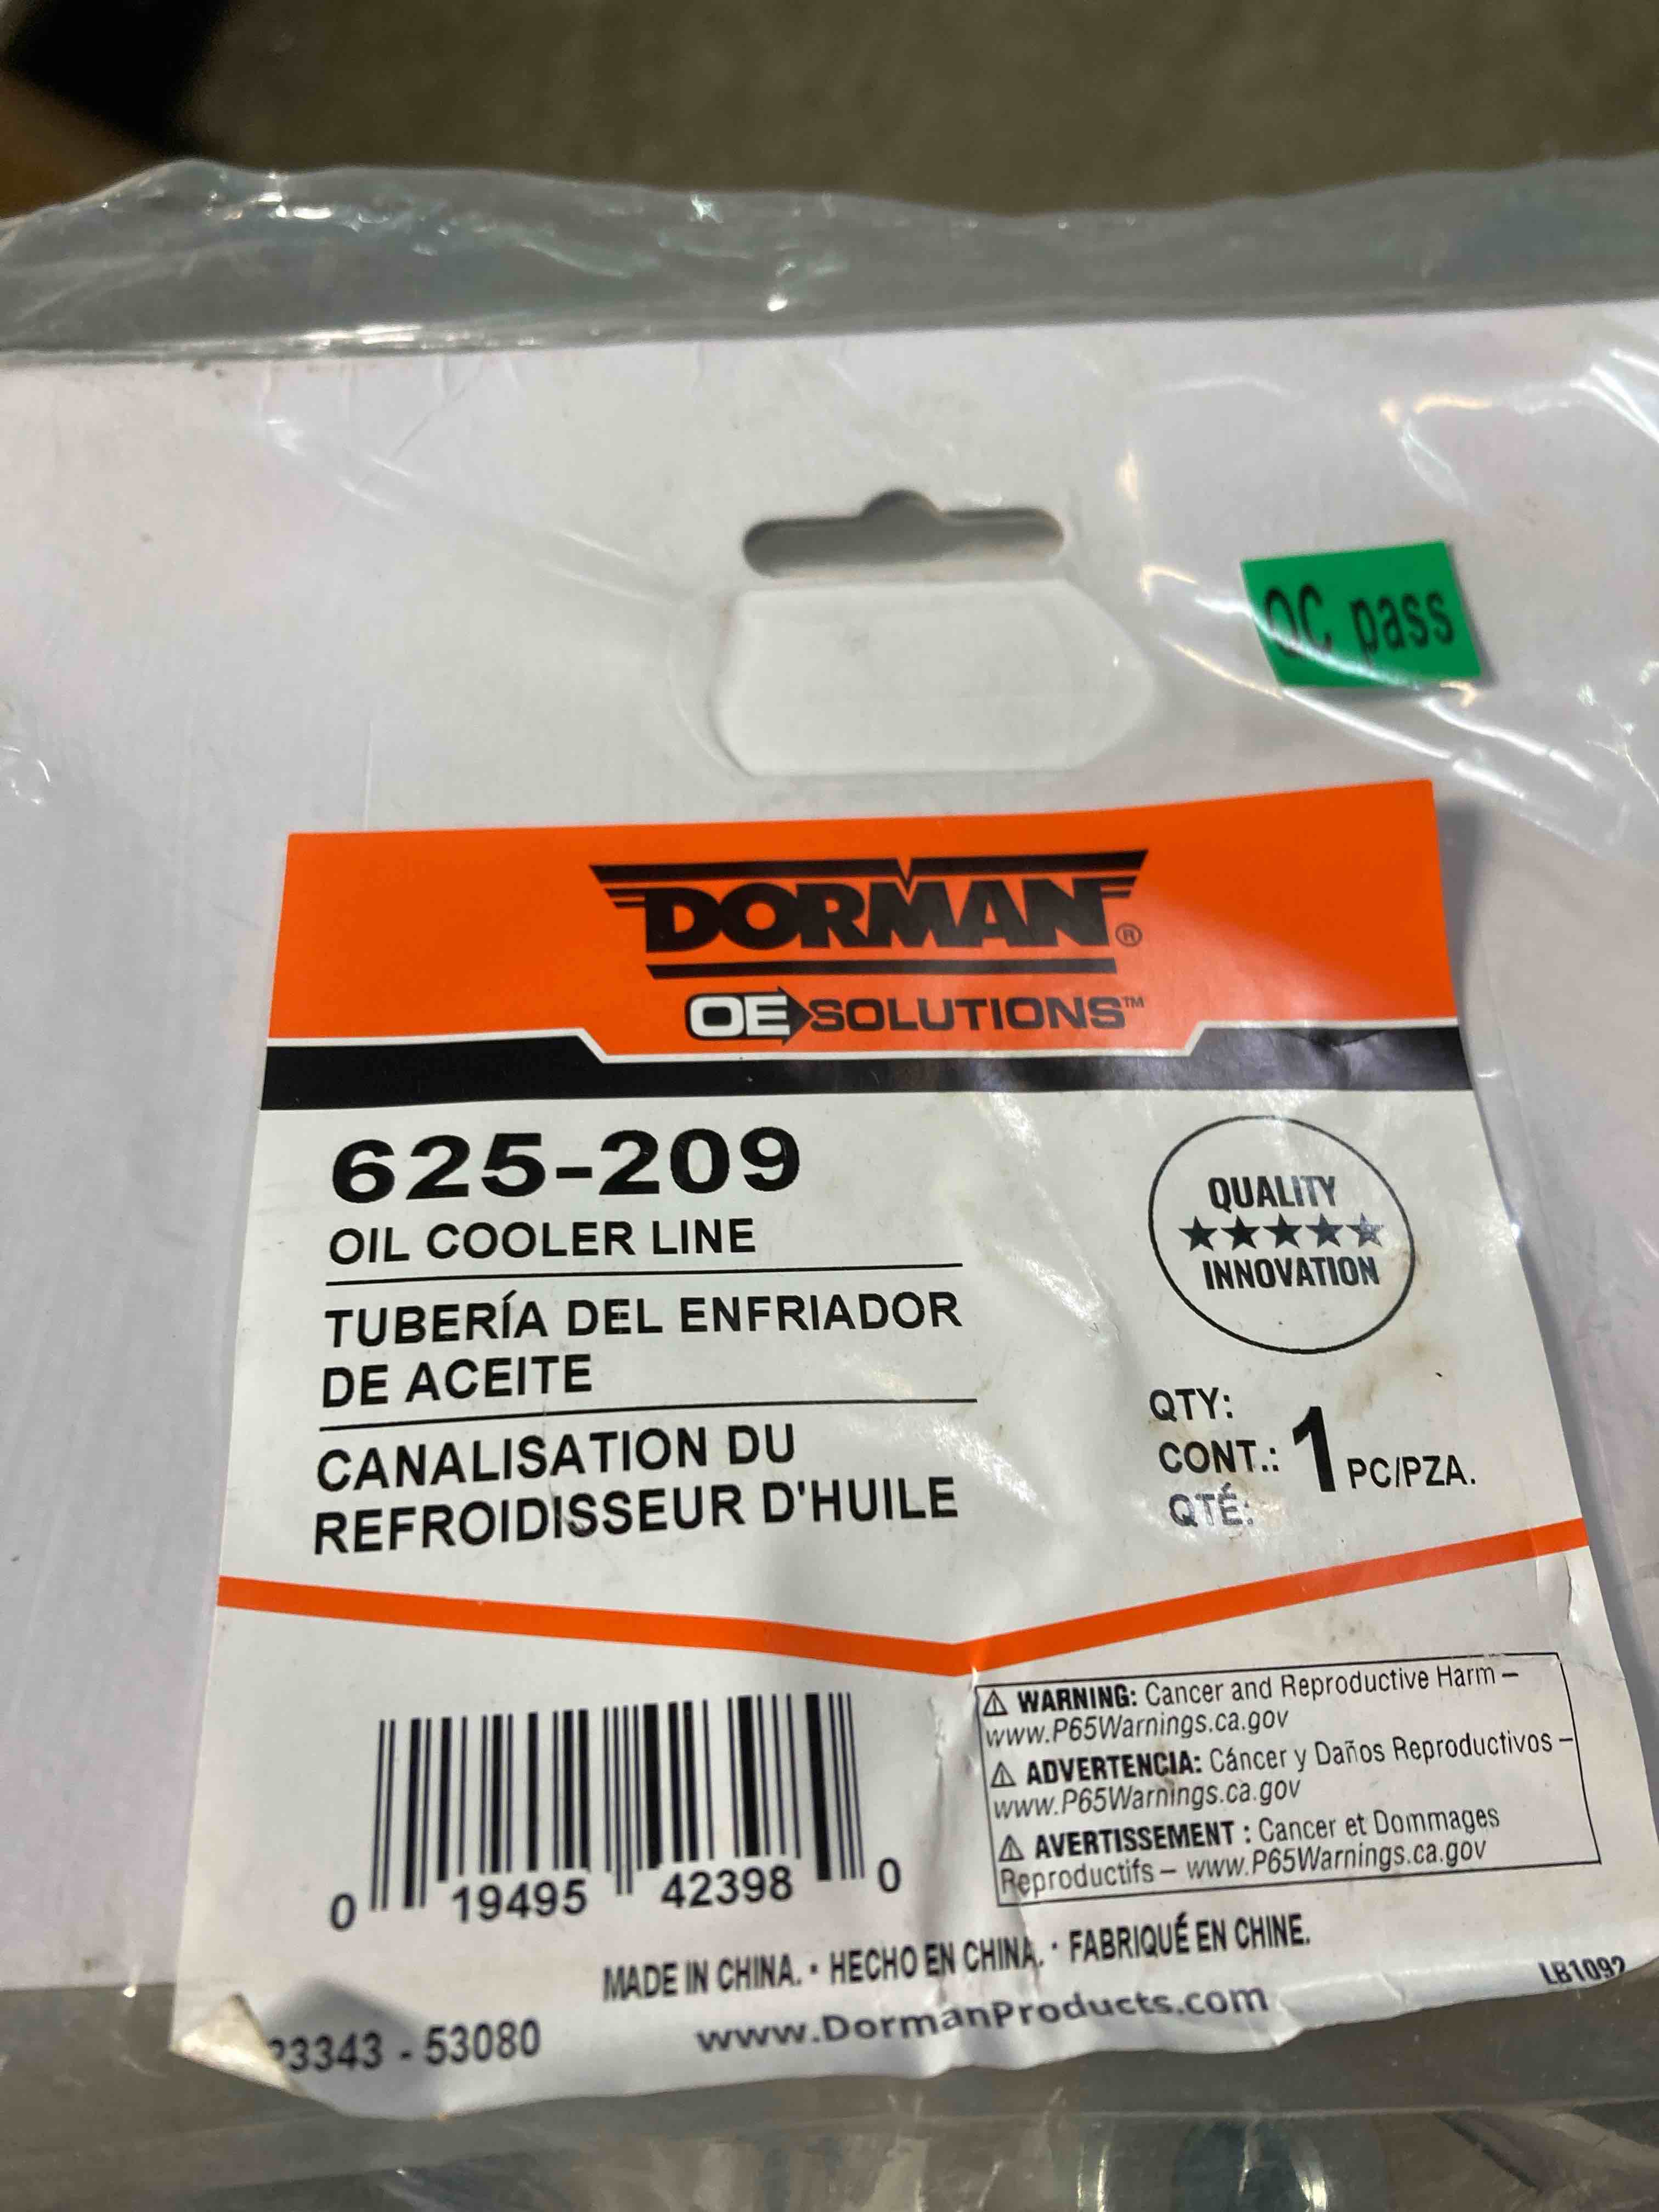 QC pass
DORMAN®
OE SOLUTIONS™
625-209
OIL COOLER LINE
TUBERÍA DEL ENFRIADOR
DE ACEITE
CANALISATION DU
REFROIDISSEUR D'HUILE
QUALITY
★★★★★
INNOVATION
QTY:
CONT.: 1 PC/PZA.
QTÉ:
⚠ WARNING: Cancer and Reproductive Harm –
www.P65Warnings.ca.gov
⚠ ADVERTENCIA: Cáncer y Daños Reproductivos –
www.P65Warnings.ca.gov
⚠ AVERTISSEMENT : Cancer et Dommages
Reproductifs – www.P65Warnings.ca.gov
0 19495 42398 0
MADE IN CHINA. • HECHO EN CHINA. • FABRIQUÉ EN CHINE.
LB1092
53080
www.DormanProducts.com